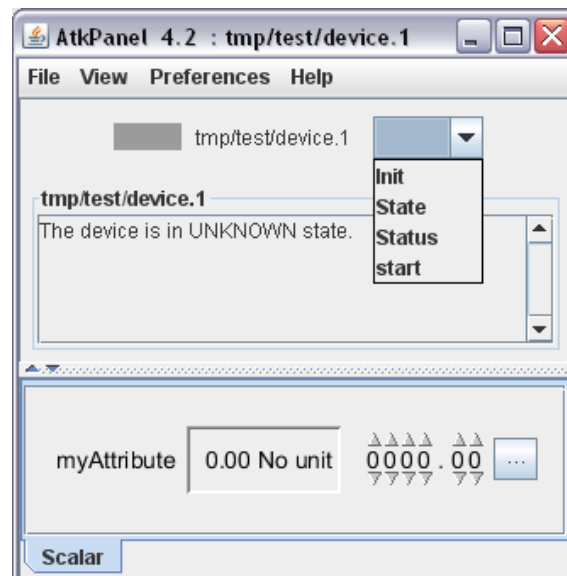 AtkPanel 4.2 : tmp/test/device.1
File View Preferences Help
tmp/test/device.1
Init
State
Status
start
tmp/test/device.1
The device is in UNKNOWN state.
myAttribute 0.00 No unit 0000.00 ...
Scalar